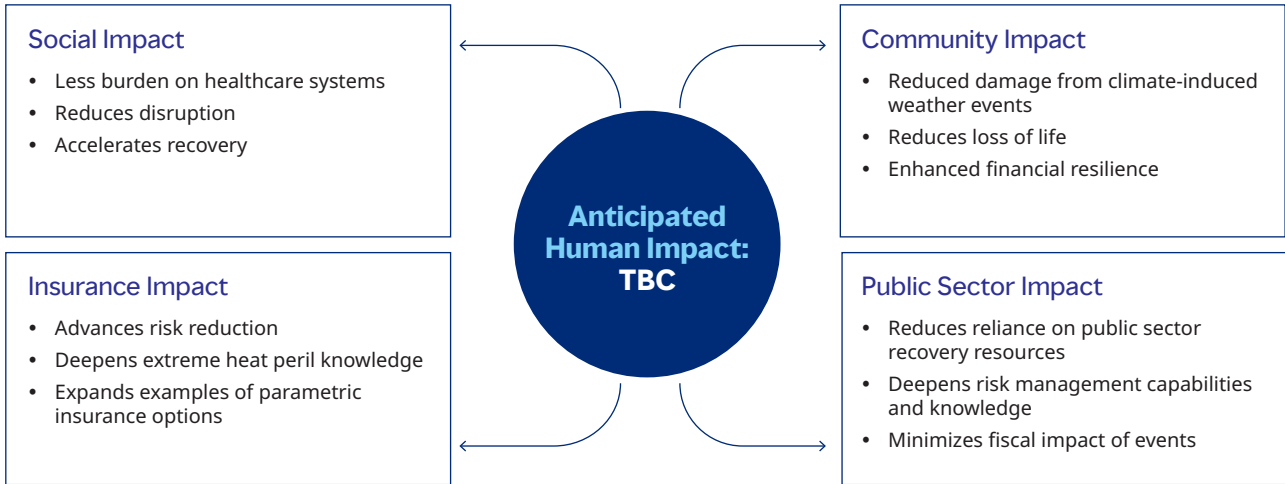 Social Impact
• Less burden on healthcare systems
• Reduces disruption
• Accelerates recovery
Community Impact
• Reduced damage from climate-induced
weather events
• Reduces loss of life
• Enhanced financial resilience
Anticipated
Human Impact:
TBC
Insurance Impact
• Advances risk reduction
• Deepens extreme heat peril knowledge
• Expands examples of parametric
insurance options
Public Sector Impact
• Reduces reliance on public sector
recovery resources
• Deepens risk management capabilities
and knowledge
• Minimizes fiscal impact of events